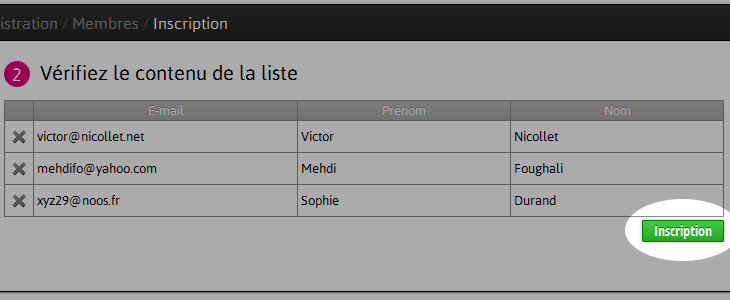 istration / Membres / Inscription
2 Vérifiez le contenu de la liste
E-mail Prénom Nom
victor@nicollet.net Victor Nicollet
mehdifo@yahoo.com Mehdi Foughali
xyz29@noos.fr Sophie Durand
Inscription